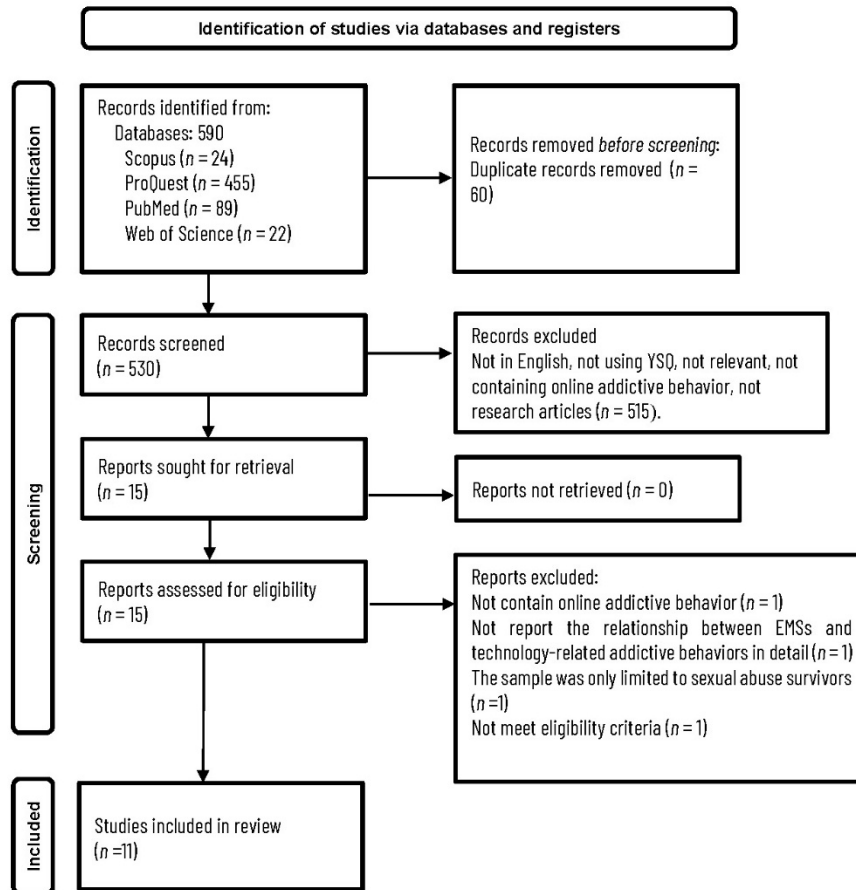 Identification of studies via databases and registers
Identification
Records identified from:
Databases: 590
Scopus (n = 24)
ProQuest (n = 455)
PubMed (n = 89)
Web of Science (n = 22)
Records removed before screening:
Duplicate records removed (n =
60)
Screening
Records screened
(n = 530)
Records excluded
Not in English, not using YSQ, not relevant, not
containing online addictive behavior, not
research articles (n = 515).
Reports sought for retrieval
(n = 15)
Reports not retrieved (n = 0)
Reports assessed for eligibility
(n = 15)
Reports excluded:
Not contain online addictive behavior (n = 1)
Not report the relationship between EMSs and
technology-related addictive behaviors in detail (n = 1)
The sample was only limited to sexual abuse survivors
(n =1)
Not meet eligibility criteria (n = 1)
Included
Studies included in review
(n =11)